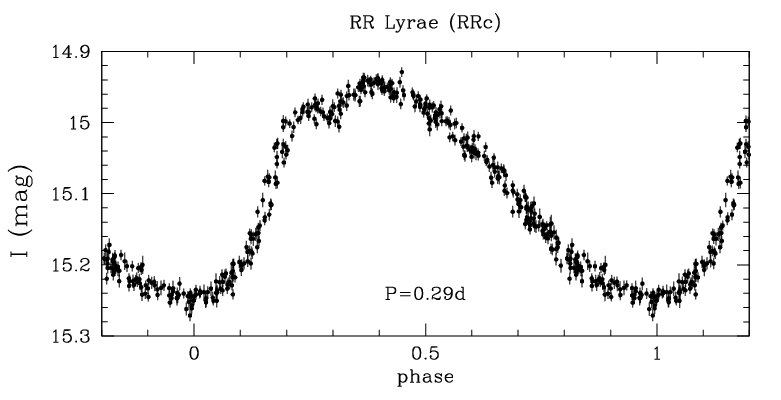 RR Lyrae (RRc)
14.9
15
15.1
15.2
15.3
I (mag)
P=0.29d
0
0.5
1
phase